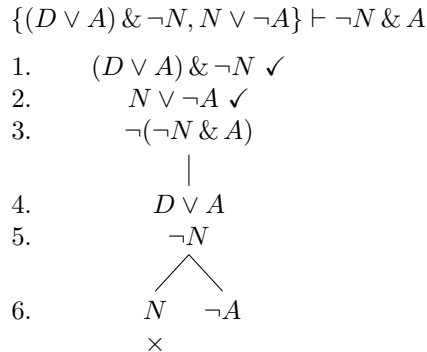 {(D ∨ A) & ¬N, N ∨ ¬A} ⊢ ¬N & A
1. (D ∨ A) & ¬N ✓
2. N ∨ ¬A ✓
3. ¬(¬N & A)
4. D ∨ A
5. ¬N
6. N ¬A
×